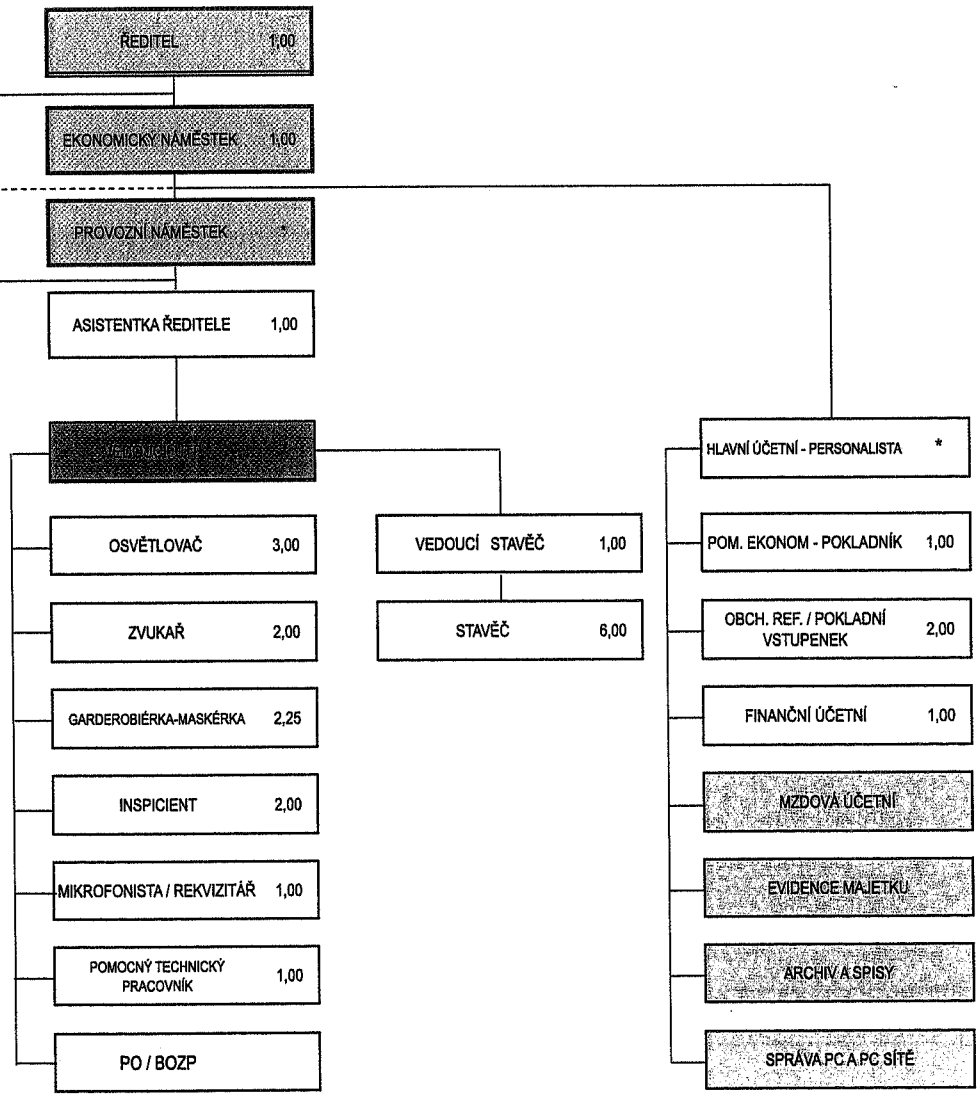 ŘEDITEL 1,00
EKONOMICKÝ NÁMĚSTEK 1,00
PROVOZNÍ NÁMĚSTEK *
ASISTENTKA ŘEDITELE 1,00
OSVĚTLOVAČ 3,00
ZVUKAŘ 2,00
GARDEROBIÉRKA-MASKÉRKA 2,25
INSPICIENT 2,00
MIKROFONISTA / REKVIZITÁŘ 1,00
POMOCNÝ TECHNICKÝ
PRACOVNÍK 1,00
PO / BOZP
VEDOUCÍ STAVĚČ 1,00
STAVĚČ 6,00
HLAVNÍ ÚČETNÍ - PERSONALISTA *
POM. EKONOM - POKLADNÍK 1,00
OBCH. REF. / POKLADNÍ
VSTUPENEK 2,00
FINANČNÍ ÚČETNÍ 1,00
MZDOVÁ ÚČETNÍ
EVIDENCE MAJETKU
ARCHIV A SPISY
SPRÁVA PC A PC SÍTĚ